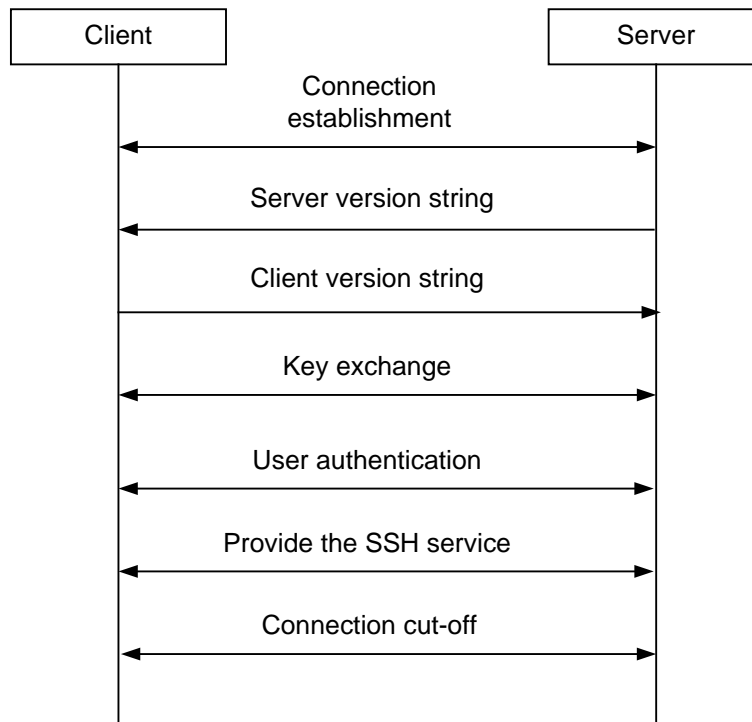 Client
Server
Connection
establishment
Server version string
Client version string
Key exchange
User authentication
Provide the SSH service
Connection cut-off